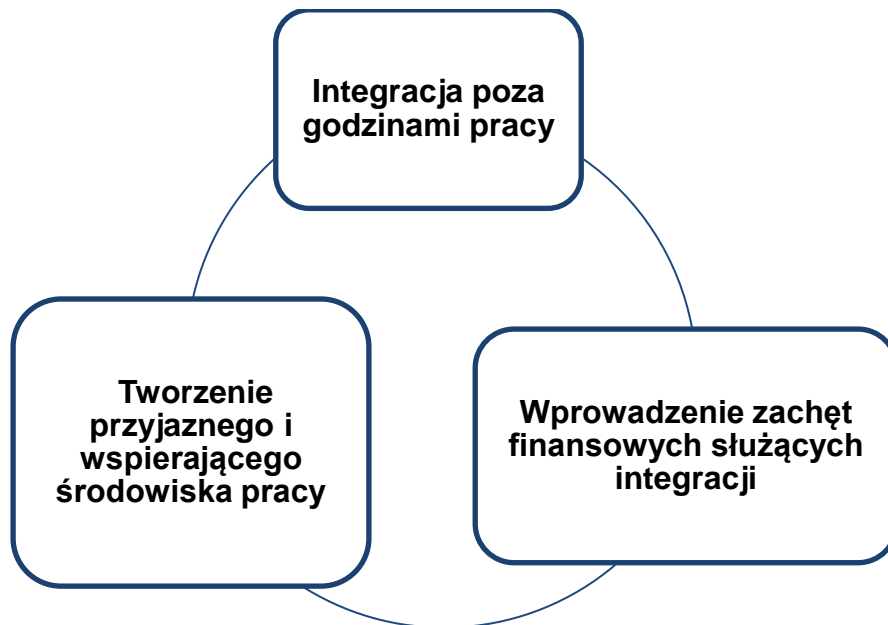 Integracja poza
godzinami pracy
Tworzenie
przyjaznego i
wspierającego
środowiska pracy
Wprowadzenie zachęt
finansowych służących
integracji